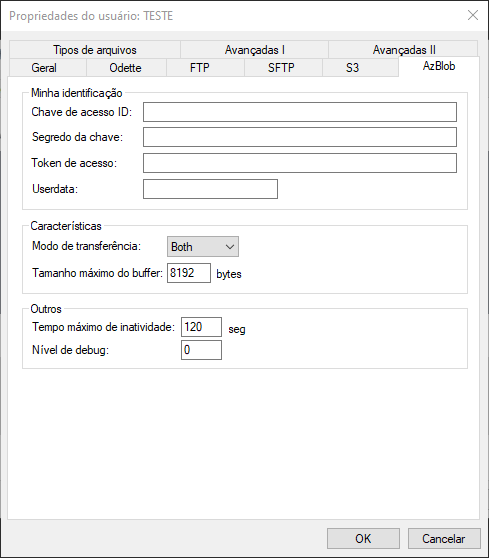 Propriedades do usuário: TESTE
Tipos de arquivos Avançadas I Avançadas II
Geral Odette FTP SFTP S3 AzBlob
Minha identificação
Chave de acesso ID:
Segredo da chave:
Token de acesso:
Userdata:
Características
Modo de transferência: Both
Tamanho máximo do buffer: 8192 bytes
Outros
Tempo máximo de inatividade: 120 seg
Nível de debug: 0
OK Cancelar